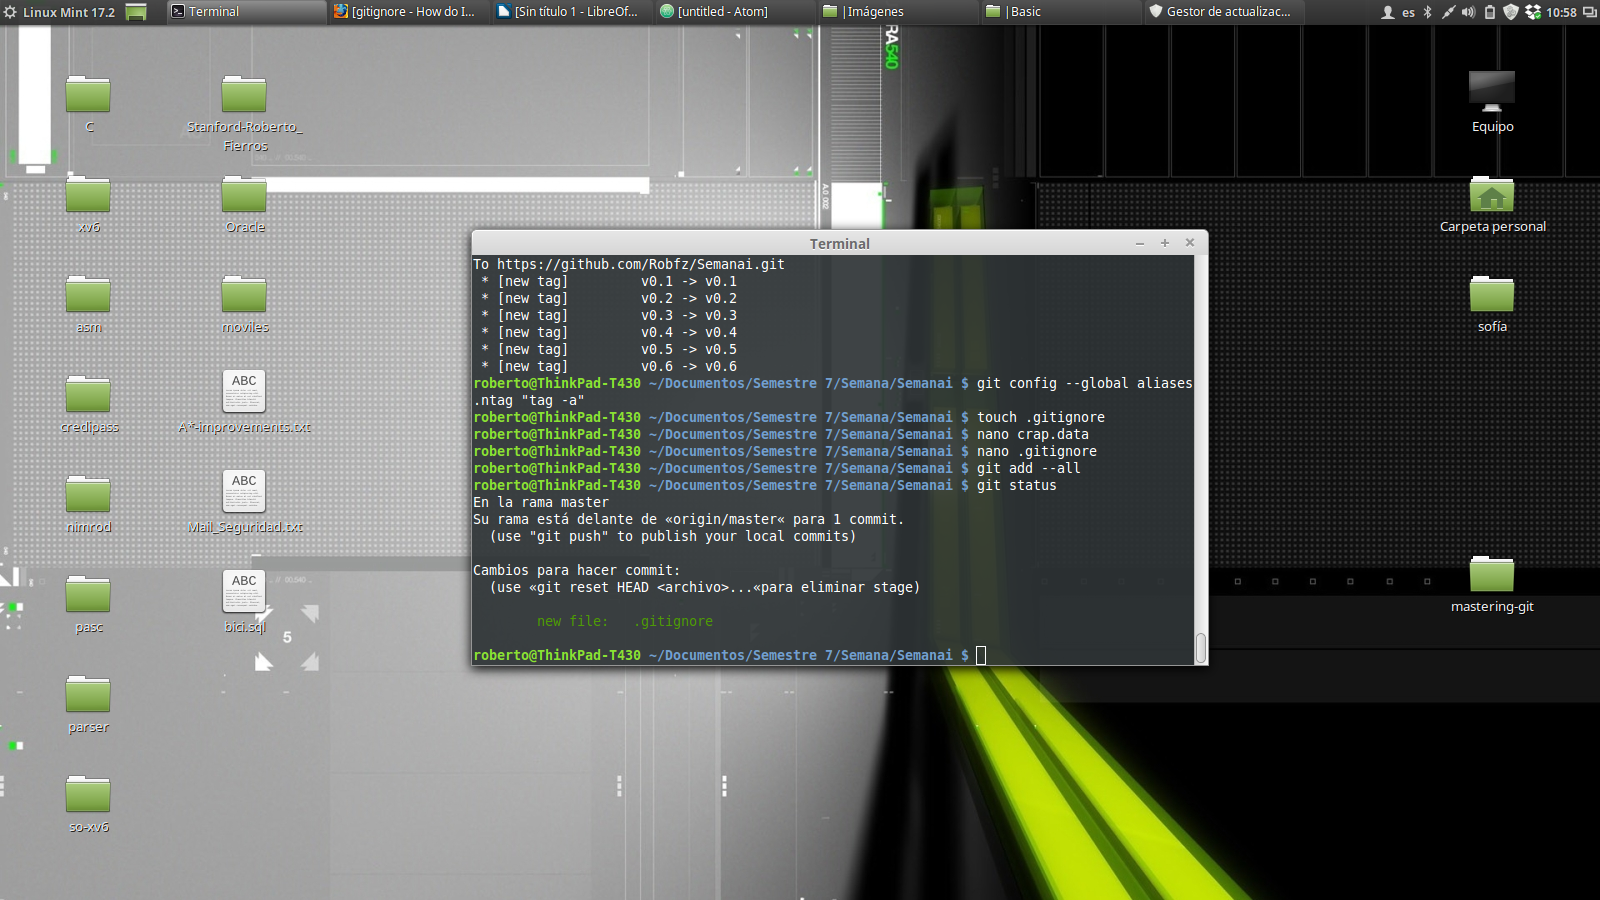 Linux Mint 17.2
Terminal
[gitignore - How do I...
[Sin título 1 - LibreOf...
[untitled - Atom]
|Imágenes
|Basic
Gestor de actualizac...
es
10:58
RA540
C
Stanford-Roberto_
Fierros
Equipo
xv6
Oracle
Carpeta personal
asm
moviles
sofía
ABC
credipass
A*-improvements.txt
ABC
nimrod
Mail_Seguridad.txt
ABC
pasc
bici.sql
mastering-git
5
parser
so-xv6
Terminal
To https://github.com/Robfz/Semanai.git
* [new tag]         v0.1 -> v0.1
* [new tag]         v0.2 -> v0.2
* [new tag]         v0.3 -> v0.3
* [new tag]         v0.4 -> v0.4
* [new tag]         v0.5 -> v0.5
* [new tag]         v0.6 -> v0.6
roberto@ThinkPad-T430 ~/Documentos/Semestre 7/Semana/Semanai $ git config --global aliases
.ntag "tag -a"
roberto@ThinkPad-T430 ~/Documentos/Semestre 7/Semana/Semanai $ touch .gitignore
roberto@ThinkPad-T430 ~/Documentos/Semestre 7/Semana/Semanai $ nano crap.data
roberto@ThinkPad-T430 ~/Documentos/Semestre 7/Semana/Semanai $ nano .gitignore
roberto@ThinkPad-T430 ~/Documentos/Semestre 7/Semana/Semanai $ git add --all
roberto@ThinkPad-T430 ~/Documentos/Semestre 7/Semana/Semanai $ git status
En la rama master
Su rama está delante de «origin/master« para 1 commit.
(use "git push" to publish your local commits)
Cambios para hacer commit:
(use «git reset HEAD <archivo>...«para eliminar stage)
new file:   .gitignore
roberto@ThinkPad-T430 ~/Documentos/Semestre 7/Semana/Semanai $